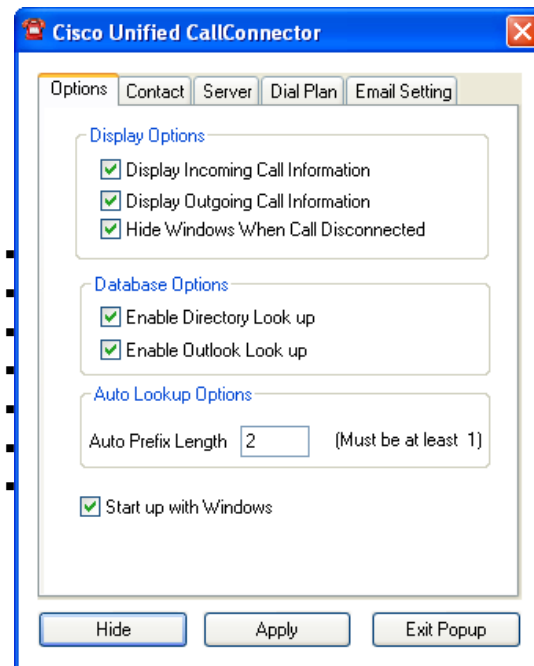 Cisco Unified CallConnector
Options Contact Server Dial Plan Email Setting
Display Options
Display Incoming Call Information
Display Outgoing Call Information
Hide Windows When Call Disconnected
Database Options
Enable Directory Look up
Enable Outlook Look up
Auto Lookup Options
Auto Prefix Length 2 (Must be at least 1)
Start up with Windows
Hide Apply Exit Popup